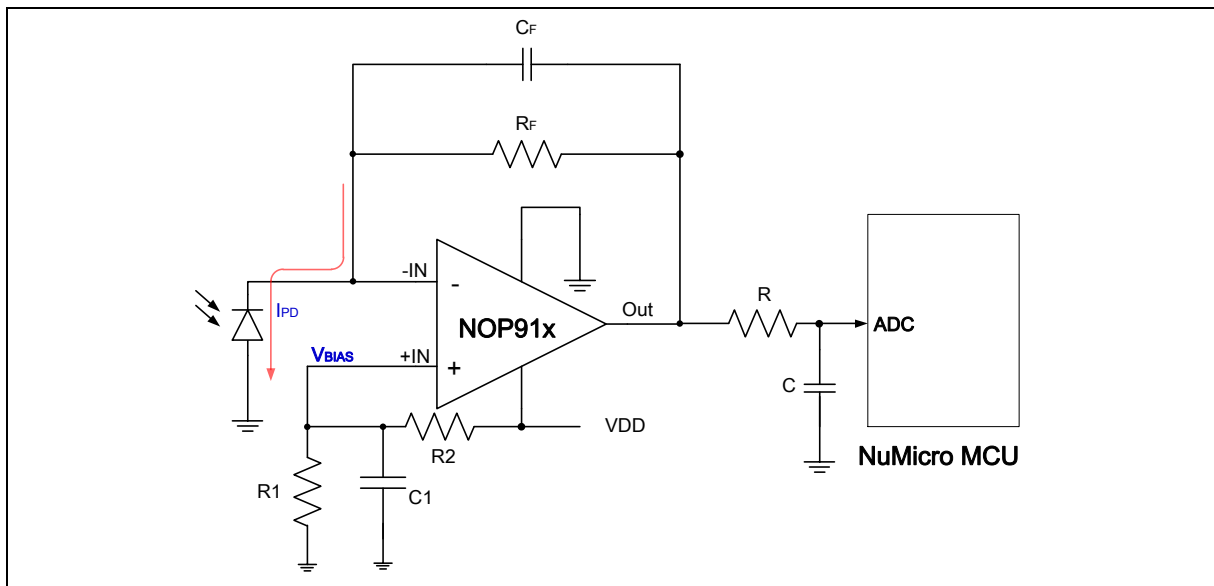 CF
RF
-IN
-
IPD
NOP91x
Out
R
ADC
VBIAS
+IN
+
C
R2
VDD
NuMicro MCU
R1
C1